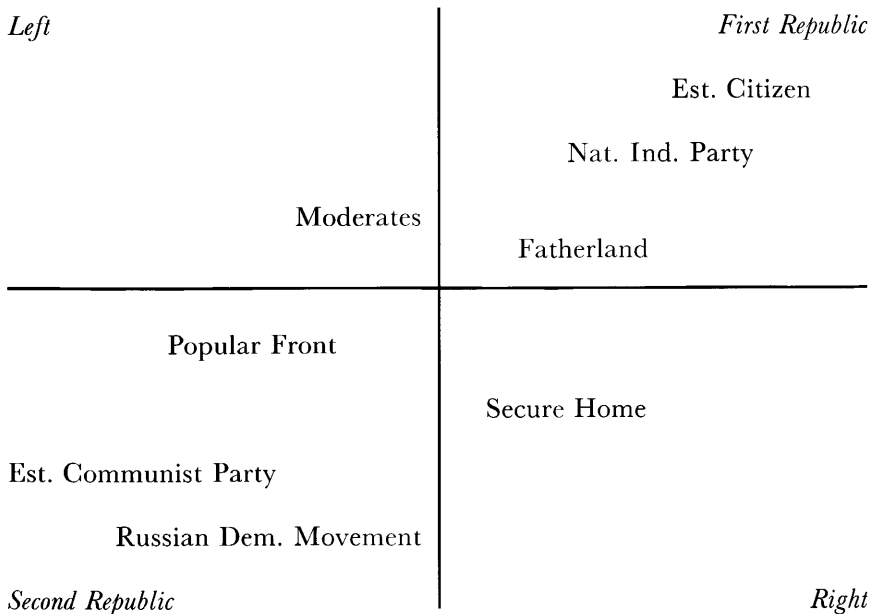 Left
First Republic
Est. Citizen
Nat. Ind. Party
Moderates
Fatherland
Popular Front
Secure Home
Est. Communist Party
Russian Dem. Movement
Second Republic
Right